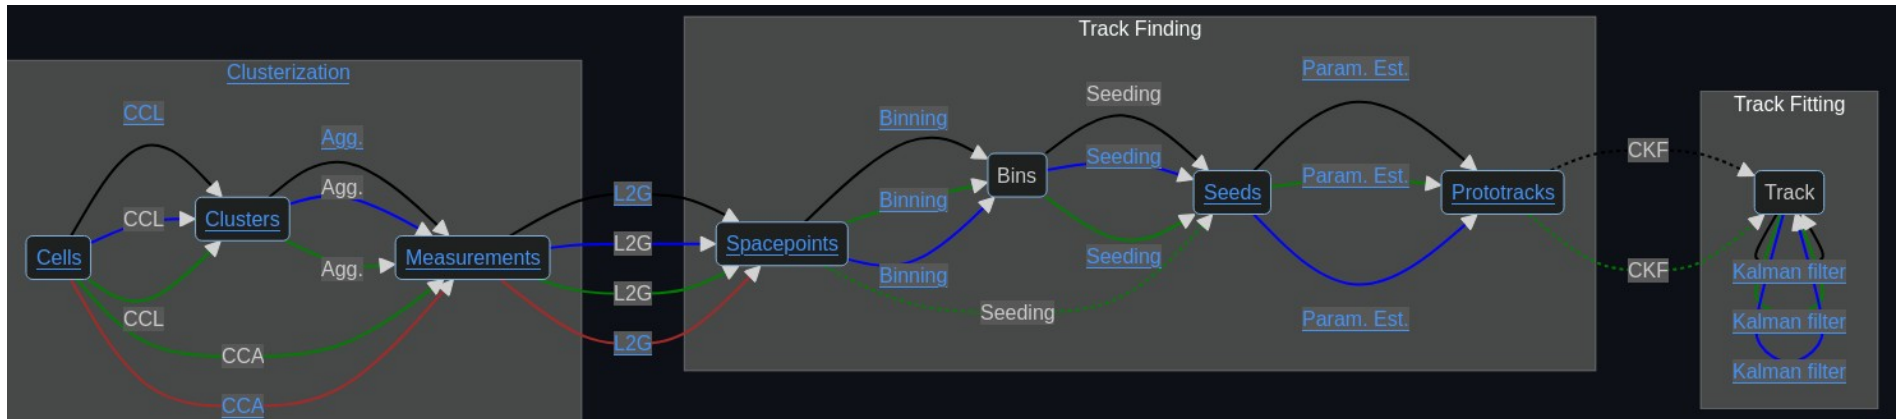 Clusterization
CCL
CCL
CCL
Agg.
Agg.
Agg.
Cells
Clusters
Measurements
CCA
CCA
L2G
L2G
L2G
L2G
Track Finding
Spacepoints
Binning
Binning
Binning
Bins
Seeding
Seeding
Seeding
Seeding
Seeds
Param. Est.
Param. Est.
Param. Est.
Prototracks
CKF
CKF
Track Fitting
Track
Kalman filter
Kalman filter
Kalman filter